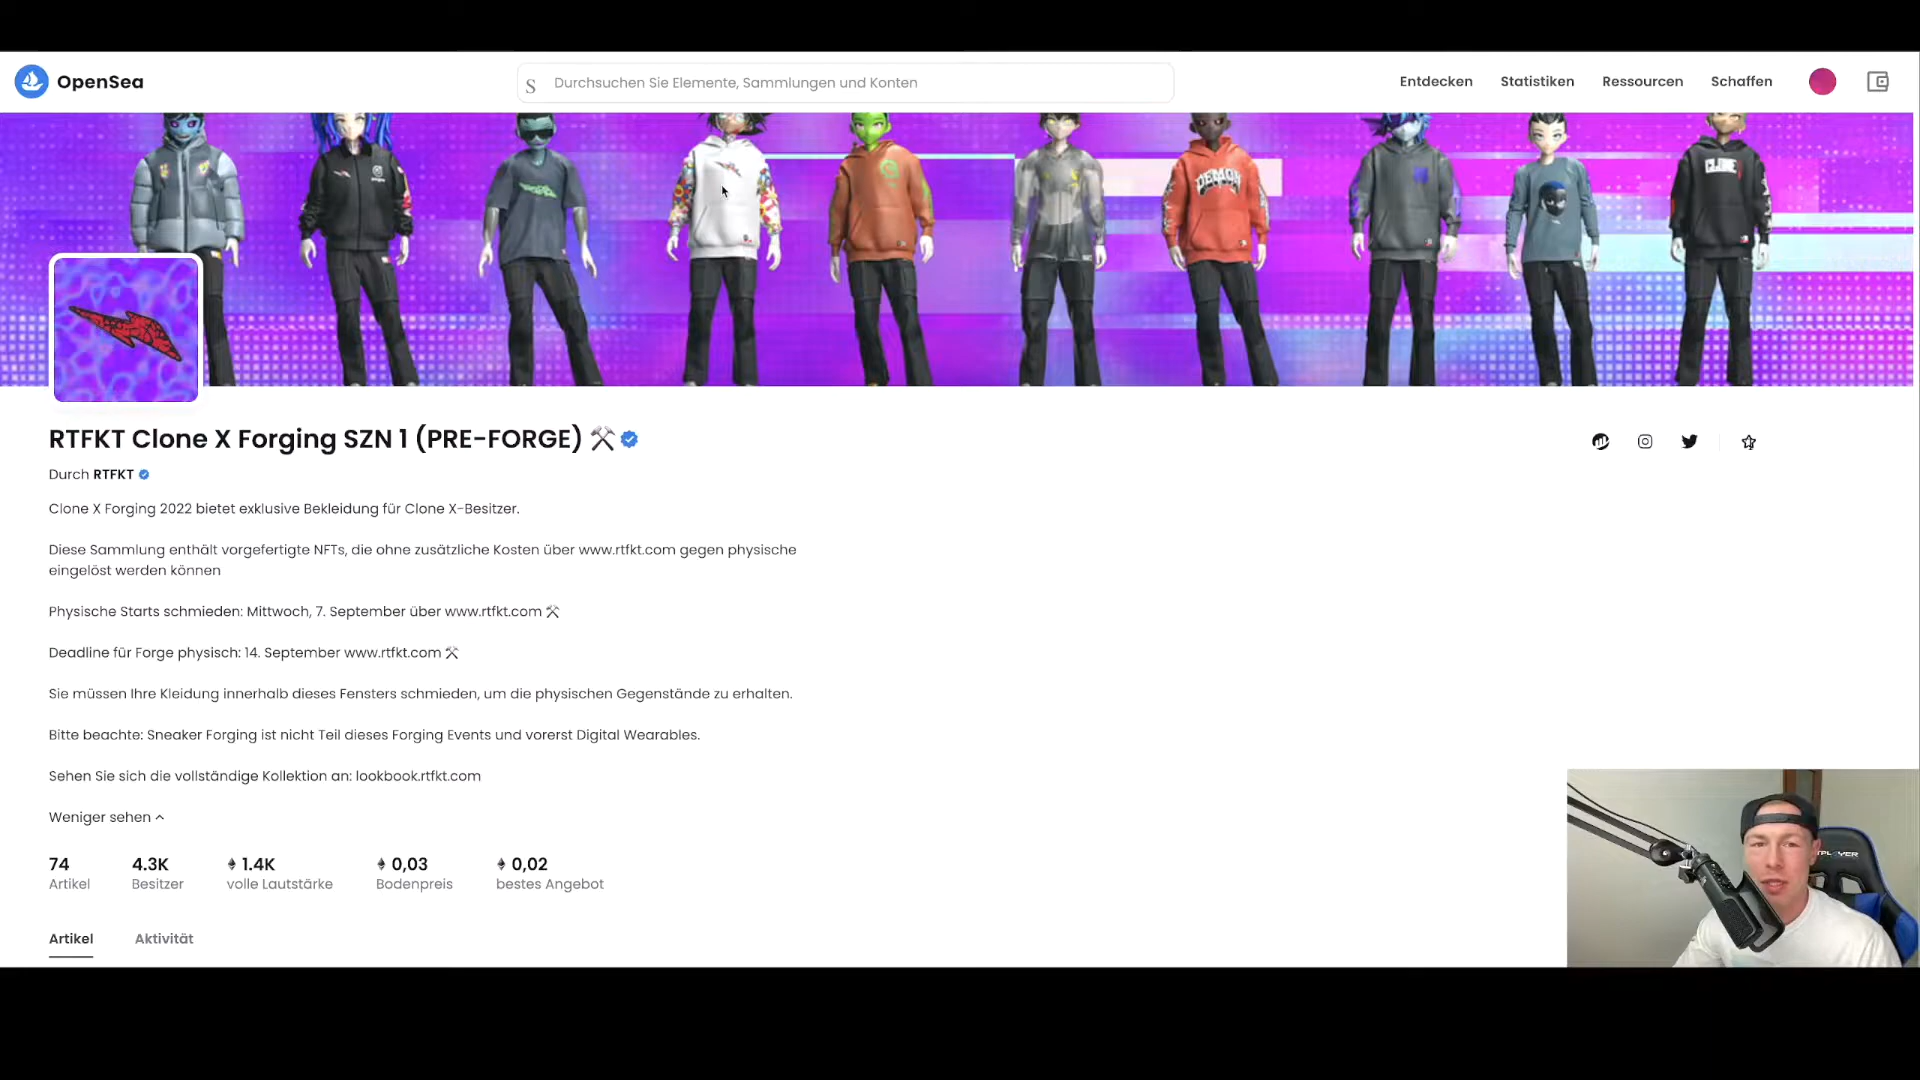 OpenSea
S Durchsuchen Sie Elemente, Sammlungen und Konten
Entdecken Statistiken Ressourcen Schaffen
DEMON
CLONE
RTFKT Clone X Forging SZN 1 (PRE-FORGE)
Durch RTFKT
Clone X Forging 2022 bietet exklusive Bekleidung für Clone X-Besitzer.
Diese Sammlung enthält vorgefertigte NFTs, die ohne zusätzliche Kosten über www.rtfkt.com gegen physische
eingelöst werden können
Physische Starts schmieden: Mittwoch, 7. September über www.rtfkt.com
Deadline für Forge physisch: 14. September www.rtfkt.com
Sie müssen Ihre Kleidung innerhalb dieses Fensters schmieden, um die physischen Gegenstände zu erhalten.
Bitte beachte: Sneaker Forging ist nicht Teil dieses Forging Events und vorerst Digital Wearables.
Sehen Sie sich die vollständige Kollektion an: lookbook.rtfkt.com
Weniger sehen
74 4.3K 1.4K 0,03 0,02
Artikel Besitzer volle Lautstärke Bodenpreis bestes Angebot
Artikel Aktivität